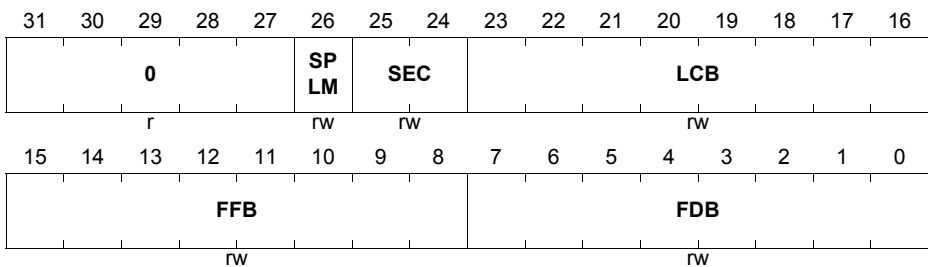 31 30 29 28 27 26 25 24 23 22 21 20 19 18 17 16
0 SP LM SEC LCB
r rw rw rw
15 14 13 12 11 10 9 8 7 6 5 4 3 2 1 0
FFB FDB
rw rw